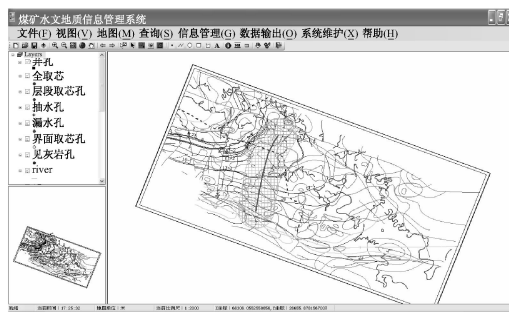 煤矿水文地质信息管理系统
文件(F) 视图(V) 地图(M) 查询(S) 信息管理(G) 数据输出(O) 系统维护(X) 帮助(H)
Layers
井孔
全取芯
层段取芯孔
抽水孔
漏水孔
界面取芯孔
见灰岩孔
river